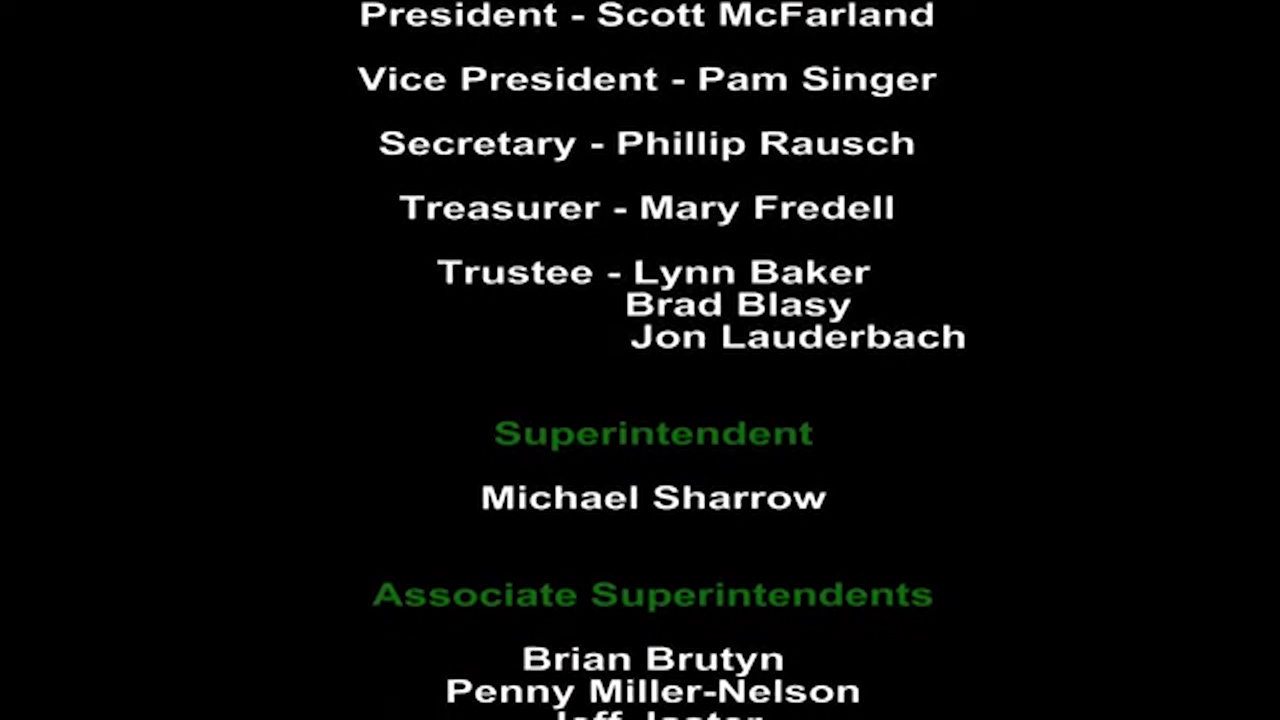 President - Scott McFarland
Vice President - Pam Singer
Secretary - Phillip Rausch
Treasurer - Mary Fredell
Trustee - Lynn Baker
Brad Blasy
Jon Lauderbach
Superintendent
Michael Sharrow
Associate Superintendents
Brian Brutyn
Penny Miller-Nelson
Jeff